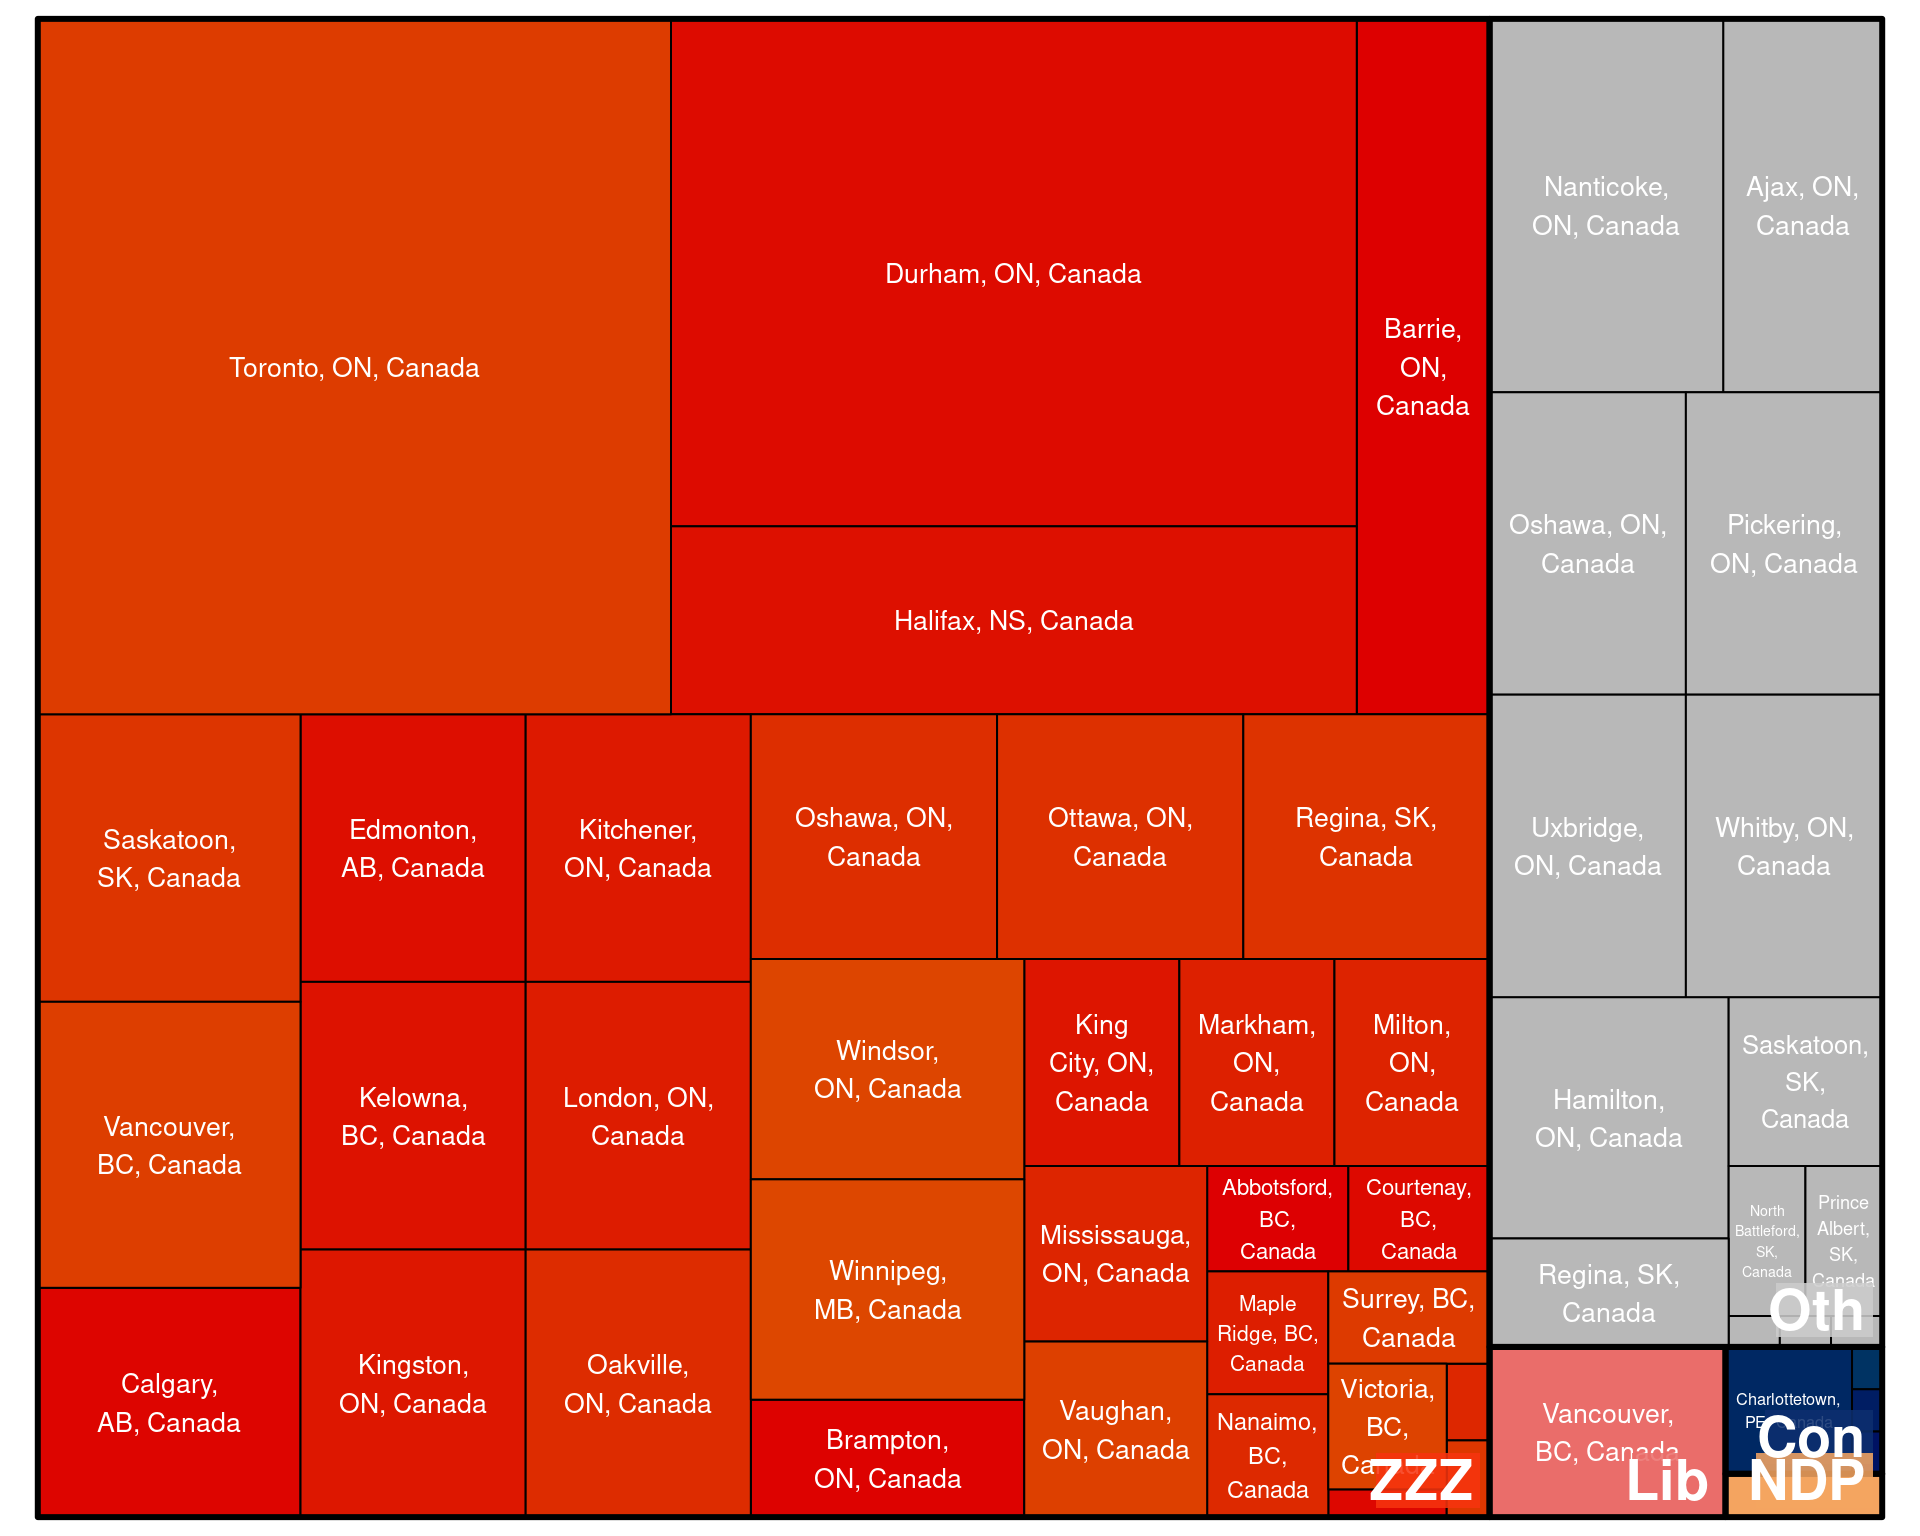 Toronto, ON, Canada
Durham, ON, Canada
Barrie,
ON,
Canada
Halifax, NS, Canada
Saskatoon,
SK, Canada
Edmonton,
AB, Canada
Kitchener,
ON, Canada
Oshawa, ON,
Canada
Ottawa, ON,
Canada
Regina, SK,
Canada
Vancouver,
BC, Canada
Kelowna,
BC, Canada
London, ON,
Canada
Windsor,
ON, Canada
King
City, ON,
Canada
Markham,
ON,
Canada
Milton,
ON,
Canada
Calgary,
AB, Canada
Kingston,
ON, Canada
Oakville,
ON, Canada
Winnipeg,
MB, Canada
Brampton,
ON, Canada
Mississauga,
ON, Canada
Vaughan,
ON, Canada
Abbotsford,
BC,
Canada
Courtenay,
BC,
Canada
Maple
Ridge, BC,
Canada
Surrey, BC,
Canada
Nanaimo,
BC,
Canada
Victoria,
BC,
Canada
ZZZ
Nanticoke,
ON, Canada
Ajax, ON,
Canada
Oshawa, ON,
Canada
Pickering,
ON, Canada
Uxbridge,
ON, Canada
Whitby, ON,
Canada
Hamilton,
ON, Canada
Saskatoon,
SK,
Canada
Regina, SK,
Canada
North
Battleford,
SK,
Canada
Prince
Albert,
SK,
Canada
Oth
Vancouver,
BC, Canada
Lib
Charlottetown,
PE, Canada
Con
NDP